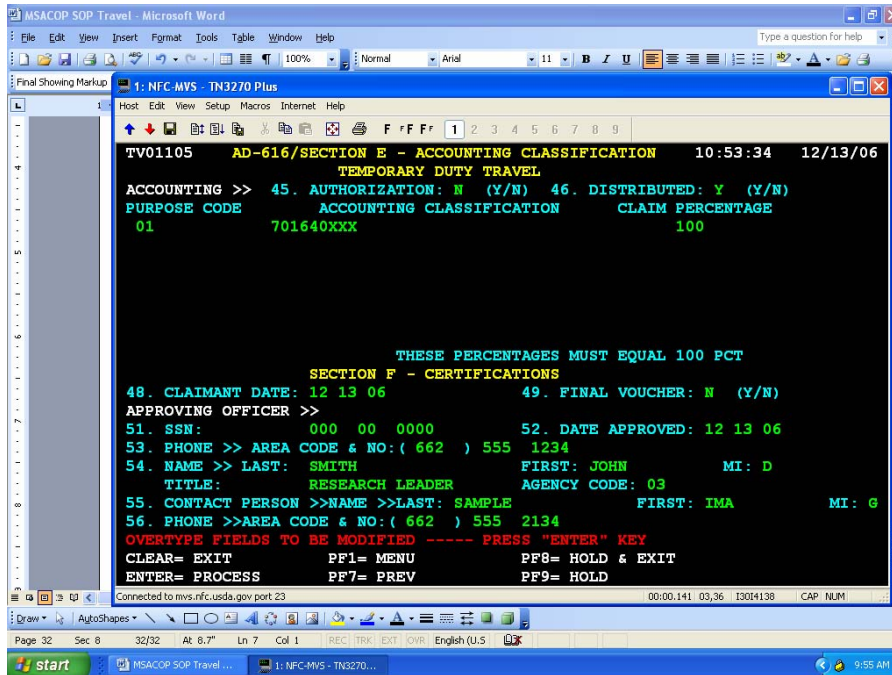 MSACOP SOP Travel - Microsoft Word
File Edit View Insert Format Tools Table Window Help Type a question for help
100% Normal Arial 11 B I U
Final Showing Markup
1: NFC-MVS - TN3270 Plus
Host Edit View Setup Macros Internet Help
1 2 3 4 5 6 7 8 9
TV01105 AD-616/SECTION E - ACCOUNTING CLASSIFICATION 10:53:34 12/13/06
TEMPORARY DUTY TRAVEL
ACCOUNTING >> 45. AUTHORIZATION: N (Y/N) 46. DISTRIBUTED: Y (Y/N)
PURPOSE CODE ACCOUNTING CLASSIFICATION CLAIM PERCENTAGE
01 701640XXX 100
THESE PERCENTAGES MUST EQUAL 100 PCT
SECTION F - CERTIFICATIONS
48. CLAIMANT DATE: 12 13 06 49. FINAL VOUCHER: N (Y/N)
APPROVING OFFICER >>
51. SSN: 000 00 0000 52. DATE APPROVED: 12 13 06
53. PHONE >> AREA CODE & NO:( 662 ) 555 1234
54. NAME >> LAST: SMITH FIRST: JOHN MI: D
TITLE: RESEARCH LEADER AGENCY CODE: 03
55. CONTACT PERSON >>NAME >>LAST: SAMPLE FIRST: IMA MI: G
56. PHONE >>AREA CODE & NO:( 662 ) 555 2134
OVERTYPE FIELDS TO BE MODIFIED ----- PRESS "ENTER" KEY
CLEAR= EXIT PF1= MENU PF8= HOLD & EXIT
ENTER= PROCESS PF7= PREV PF9= HOLD
Connected to mvs.nfc.usda.gov port 23 00:00.141 03,36 I30I4138 CAP NUM
Draw AutoShapes
Page 32 Sec 8 32/32 At 8.7" Ln 7 Col 1 REC TRK EXT OVR English (U.S
start MSACOP SOP Travel ... 1: NFC-MVS - TN3270... 9:55 AM